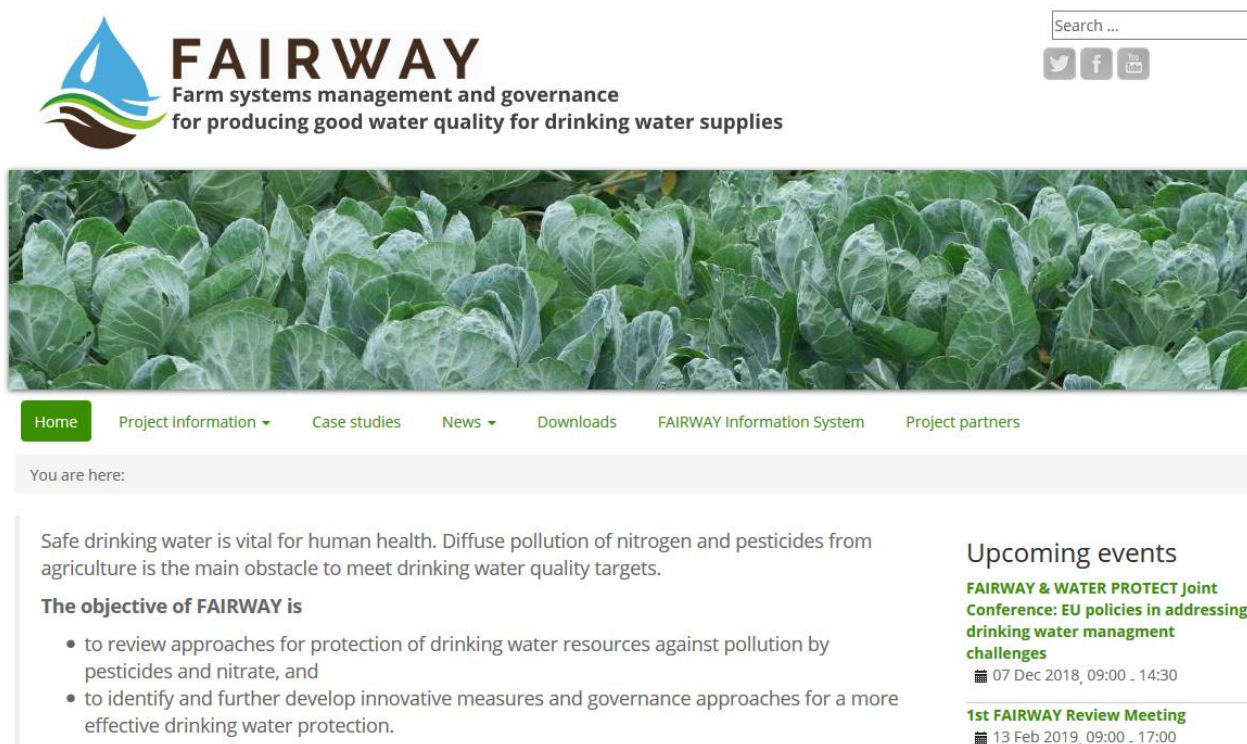 FAIRWAY
Farm systems management and governance
for producing good water quality for drinking water supplies
Search ...
You
Tube
Home
Project information
Case studies
News
Downloads
FAIRWAY Information System
Project partners
You are here:
Safe drinking water is vital for human health. Diffuse pollution of nitrogen and pesticides from
agriculture is the main obstacle to meet drinking water quality targets.
The objective of FAIRWAY is
• to review approaches for protection of drinking water resources against pollution by
pesticides and nitrate, and
• to identify and further develop innovative measures and governance approaches for a more
effective drinking water protection.
Upcoming events
FAIRWAY & WATER PROTECT Joint
Conference: EU policies in addressing
drinking water managment
challenges
07 Dec 2018, 09:00 - 14:30
1st FAIRWAY Review Meeting
13 Feb 2019, 09:00 - 17:00